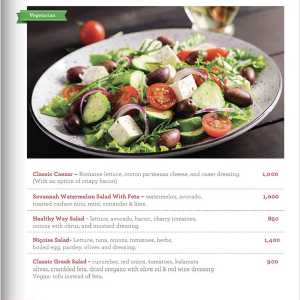 Vegetarian
Classic Caesar – Romaine lettuce, cotton parmesan cheese, and caser dressing. 1,000
(With an option of crispy bacon)
Savannah Watermelon Salad With Feta – watermelon, avocado, 1,000
roasted cashew nuts, mint, coriander & lime.
Healthy Way Salad - lettuce, avocado, bacon, cherry tomatoes, 850
onions with citrus, and mustard dressing
Niçoise Salad- Lettuce, tuna, onions, tomatoes, herbs, 1,400
boiled egg, parsley, olives and dressing.
Classic Greek Salad – cucumber, red onion, tomatoes, kalamata 900
olives, crumbled feta, dried oregano with olive oil & red wine dressing
Vegan: tofu instead of feta.